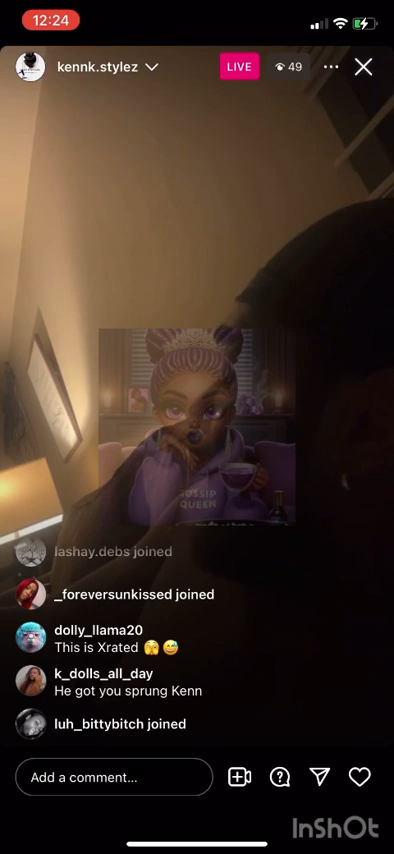 12:24
kennk.stylez
LIVE
49
GOSSIP
QUEEN
lashay.debs joined
_foreversunkissed joined
dolly_llama20
This is Xrated 🫣😅
k_dolls_all_day
He got you sprung Kenn
luh_bittybitch joined
Add a comment...
InShOt